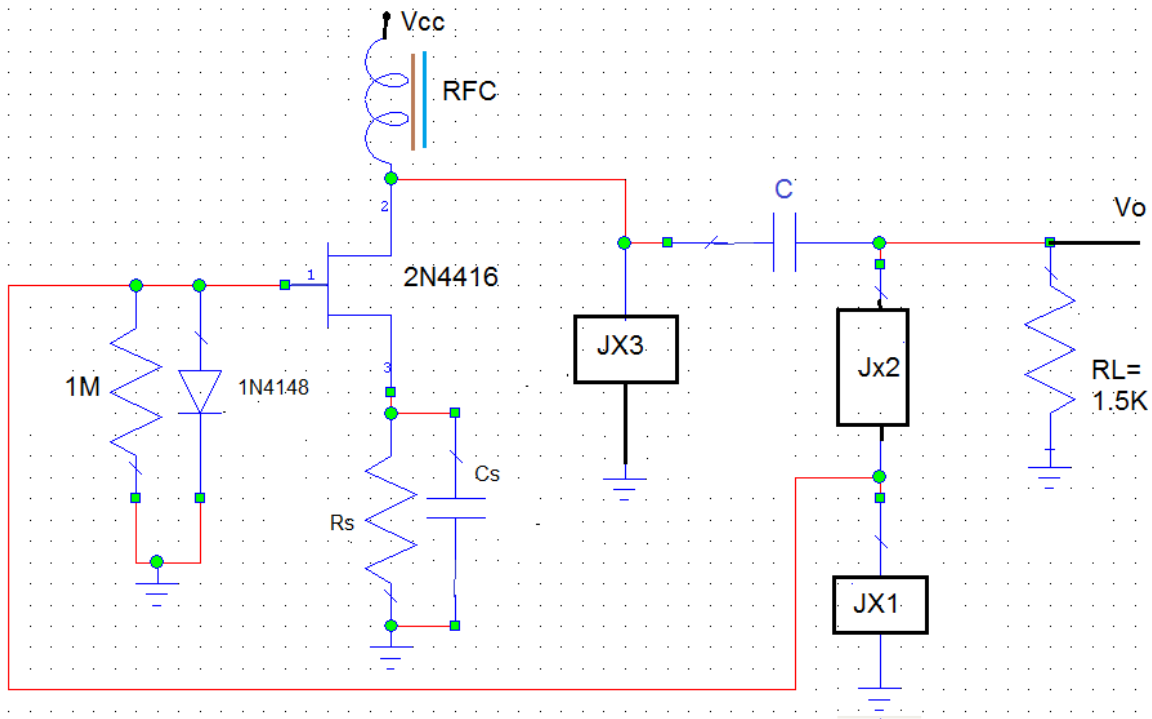 Vcc
RFC
2
C
Vo
1
2N4416
JX3
Jx2
3
1M
1N4148
RL=
1.5K
Cs
Rs
JX1